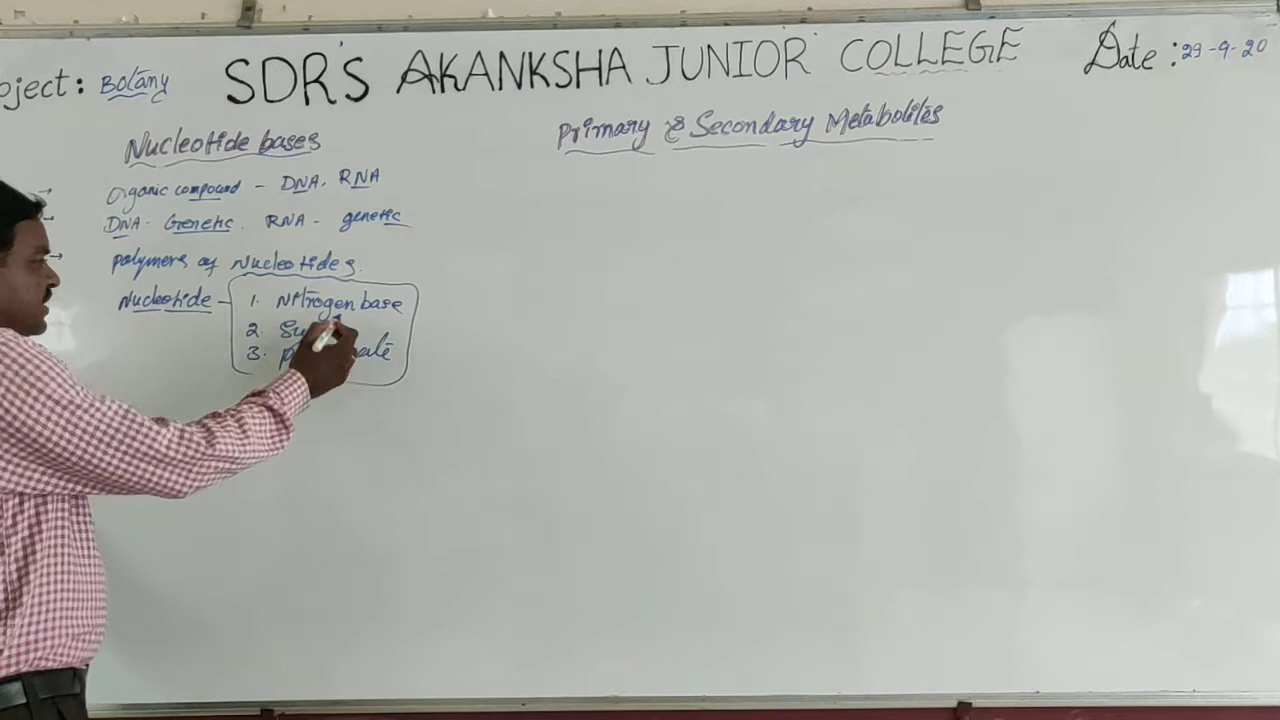 oject: Botany SDR'S AKANKSHA JUNIOR COLLEGE Date: 29-9-20
Nucleotide bases
Primary & Secondary Metabolites
→ Organic compound - DNA, RNA
→ DNA - Genetic. RNA - genetic
→ polymers of Nucleotides.
Nucleotide - 1. Nitrogen base
2.
3.